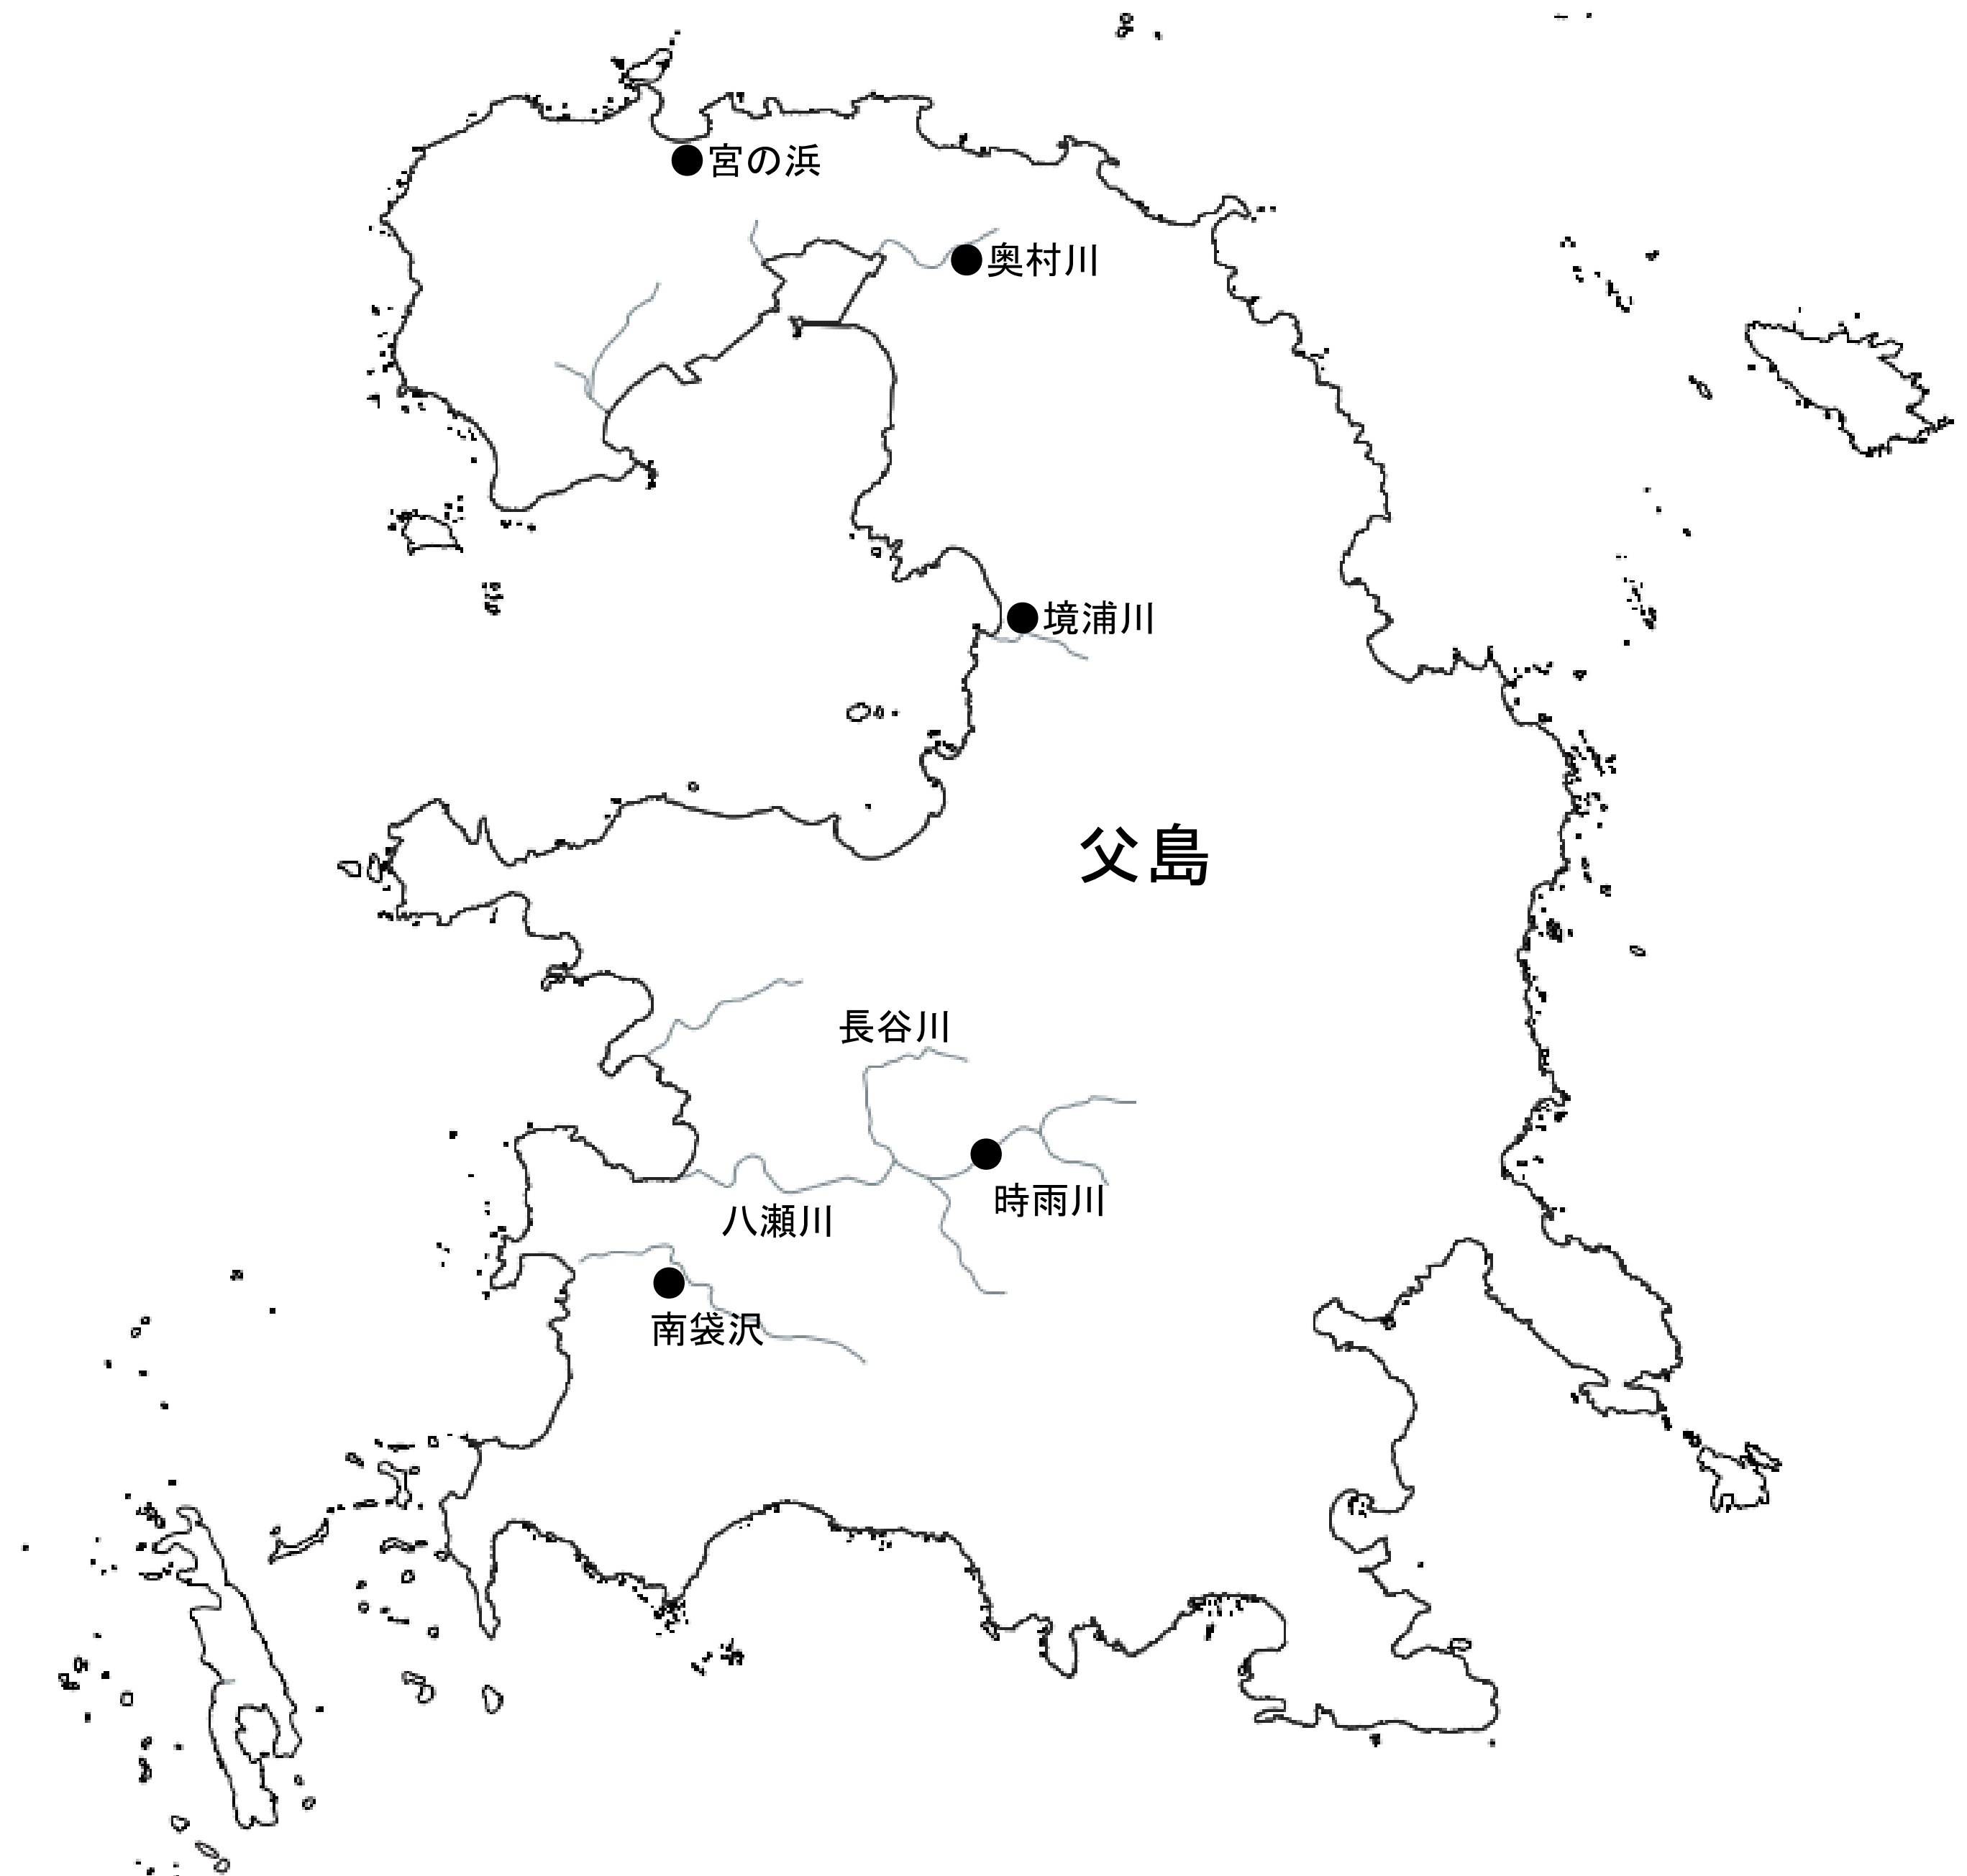 宮の浜
奥村川
境浦川
父島
長谷川
時雨川
八瀬川
南袋沢